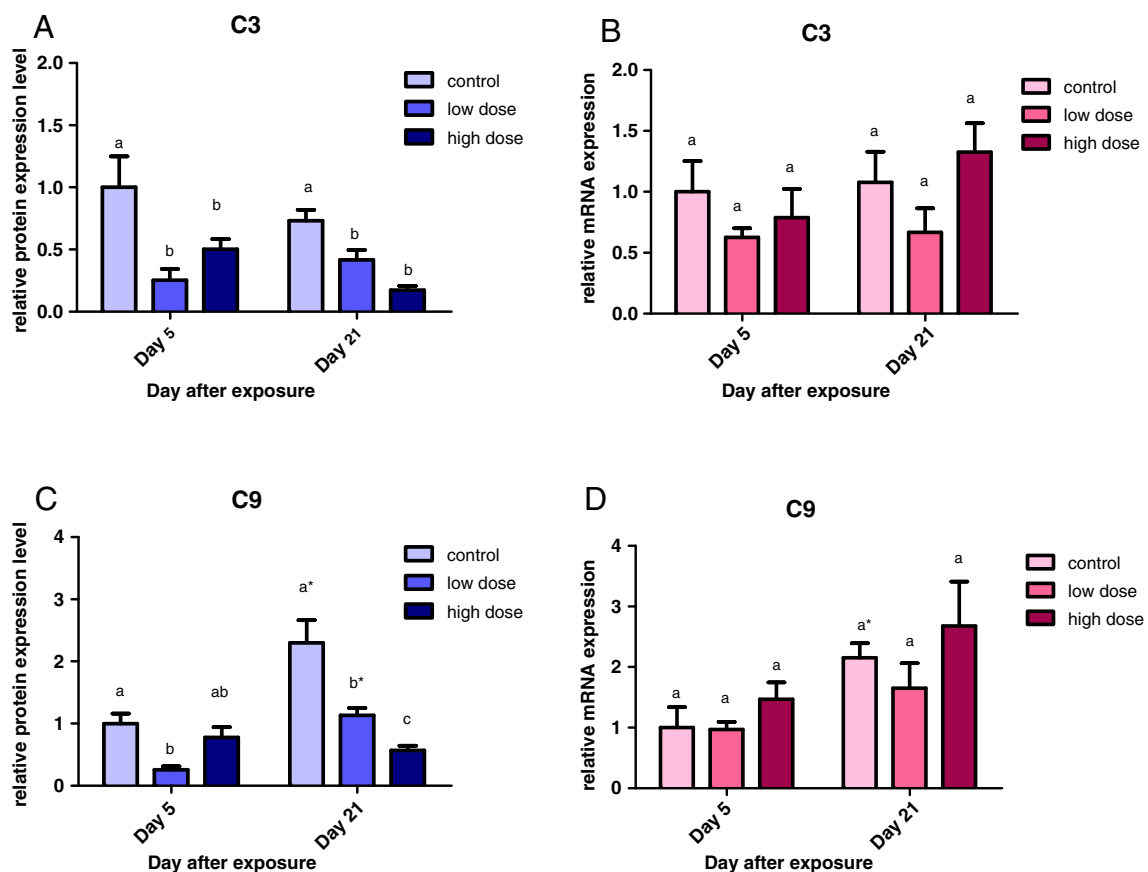 A
C3
relative protein expression level
2.0
1.5
1.0
0.5
0.0
a
b
b
a
b
b
control
low dose
high dose
Day 5
Day 21
Day after exposure
B
C3
relative mRNA expression
2.0
1.5
1.0
0.5
0.0
a
a
a
a
a
a
control
low dose
high dose
Day 5
Day 21
Day after exposure
C
C9
relative protein expression level
4
3
2
1
0
a
b
ab
a*
b*
c
control
low dose
high dose
Day 5
Day 21
Day after exposure
D
C9
relative mRNA expression
4
3
2
1
0
a
a
a
a*
a
a
control
low dose
high dose
Day 5
Day 21
Day after exposure